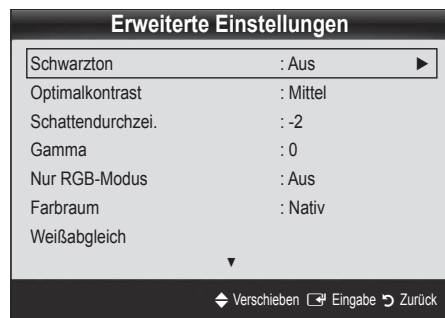 Erweiterte Einstellungen
Schwarzton : Aus ►
Optimalkontrast : Mittel
Schattendurchzei. : -2
Gamma : 0
Nur RGB-Modus : Aus
Farbraum : Nativ
Weißabgleich
▼
Verschieben Eingabe Zurück